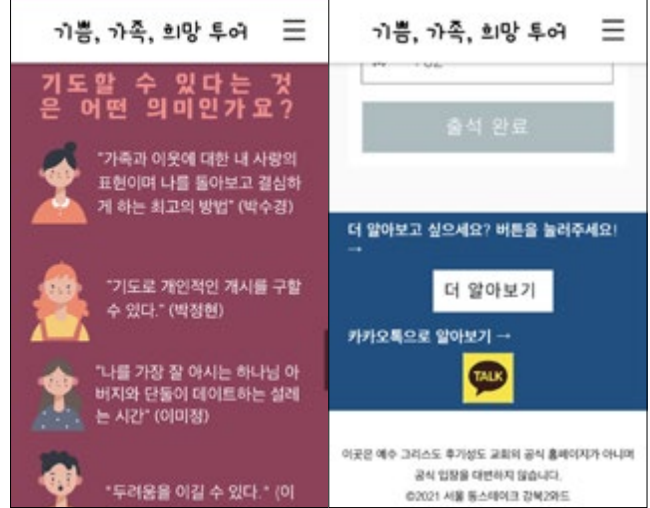 기쁨, 가족, 희망 투어
기도할 수 있다는 것
은 어떤 의미인가요?
"가족과 이웃에 대한 내 사랑의
표현이며 나를 돌아보고 결심하
게 하는 최고의 방법" (박수경)
"기도로 개인적인 개시를 구할
수 있다." (박정현)
"나를 가장 잘 아시는 하나님 아
버지와 단둘이 데이트하는 설레
는 시간" (이미정)
"두려움을 이길 수 있다." (이
기쁨, 가족, 희망 투어
출석 완료
더 알아보고 싶으세요? 버튼을 눌러주세요!
→
더 알아보기
카카오톡으로 알아보기 →
TALK
이곳은 예수 그리스도 후기성도 교회의 공식 홈페이지가 아니며
공식 입장을 대변하지 않습니다.
©2021 서울 동스테이크 강북2와드